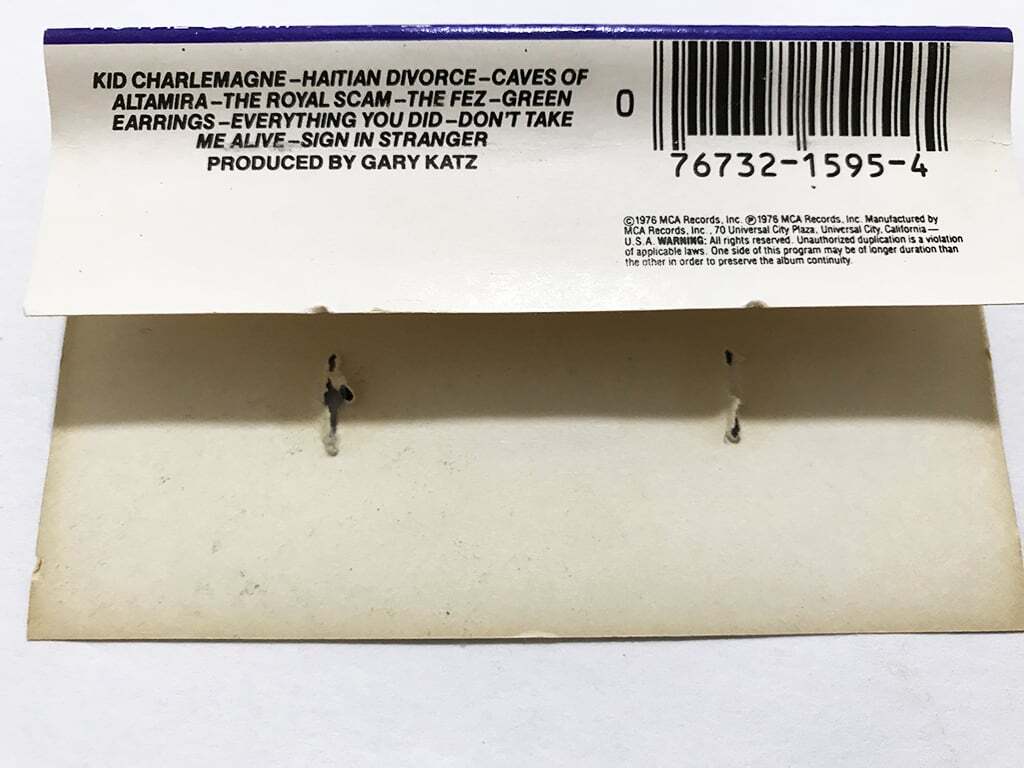 KID CHARLEMAGNE–HAITIAN DIVORCE–CAVES OF
ALTAMIRA–THE ROYAL SCAM–THE FEZ–GREEN
EARRINGS–EVERYTHING YOU DID–DON'T TAKE
ME ALIVE–SIGN IN STRANGER
PRODUCED BY GARY KATZ
0
76732-1595-4
©1976 MCA Records, Inc. ℗1976 MCA Records, Inc. Manufactured by
MCA Records, Inc., 70 Universal City Plaza, Universal City, California—
U.S.A. WARNING: All rights reserved. Unauthorized duplication is a violation
of applicable laws. One side of this program may be of longer duration than
the other in order to preserve the album continuity.